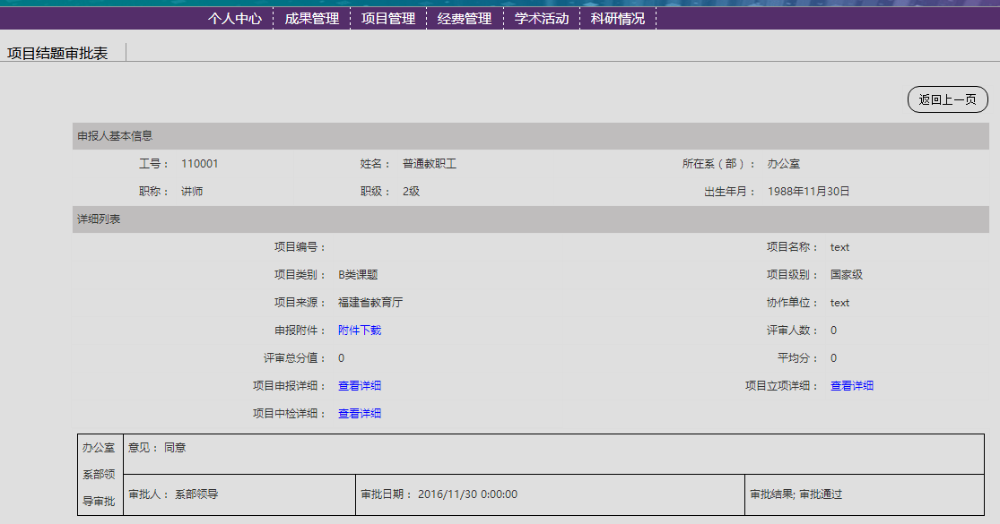 个人中心 成果管理 项目管理 经费管理 学术活动 科研情况
项目结题审批表
返回上一页
申报人基本信息
工号： 110001 姓名： 普通教职工 所在系（部）： 办公室
职称： 讲师 职级： 2级 出生年月： 1988年11月30日
详细列表
项目编号： 项目名称： text
项目类别： B类课题 项目级别： 国家级
项目来源： 福建省教育厅 协作单位： text
申报附件： 附件下载 评审人数： 0
评审总分值： 0 平均分： 0
项目申报详细： 查看详细 项目立项详细： 查看详细
项目中检详细： 查看详细
办公室
系部领
导审批
意见： 同意
审批人： 系部领导 审批日期： 2016/11/30 0:00:00 审批结果; 审批通过